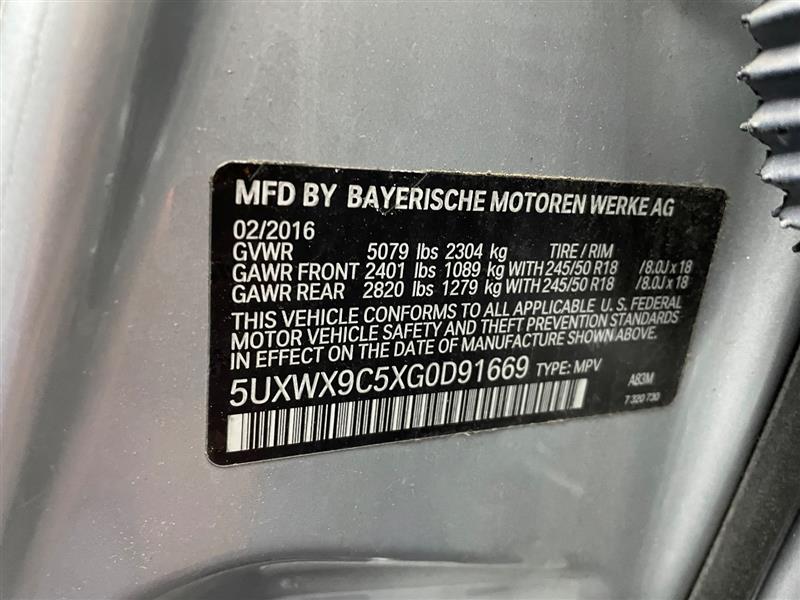 MFD BY BAYERISCHE MOTOREN WERKE AG
02/2016
GVWR 5079 lbs 2304 kg TIRE / RIM
GAWR FRONT 2401 lbs 1089 kg WITH 245/50 R18 /8.0J x 18
GAWR REAR 2820 lbs 1279 kg WITH 245/50 R18 /8.0J x 18
THIS VEHICLE CONFORMS TO ALL APPLICABLE U. S. FEDERAL
MOTOR VEHICLE SAFETY AND THEFT PREVENTION STANDARDS
IN EFFECT ON THE DATE OF MANUFACTURE SHOWN ABOVE.
5UXWX9C5XG0D91669 TYPE: MPV A83M
7 320 730